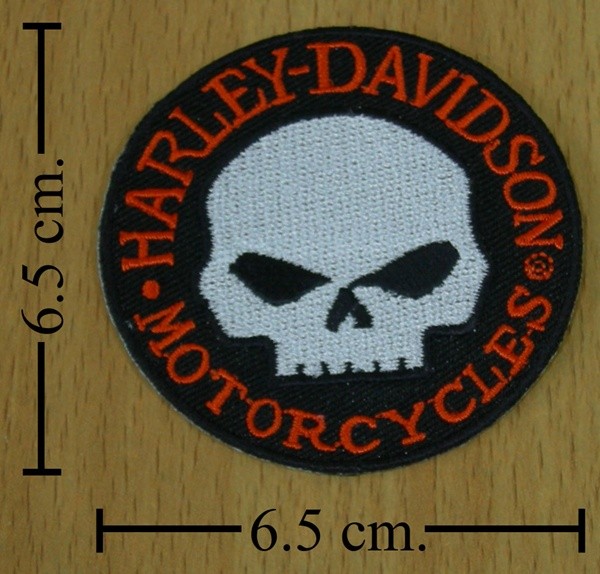 HARLEY-DAVIDSON®
• MOTORCYCLES
6.5 cm.
6.5 cm.